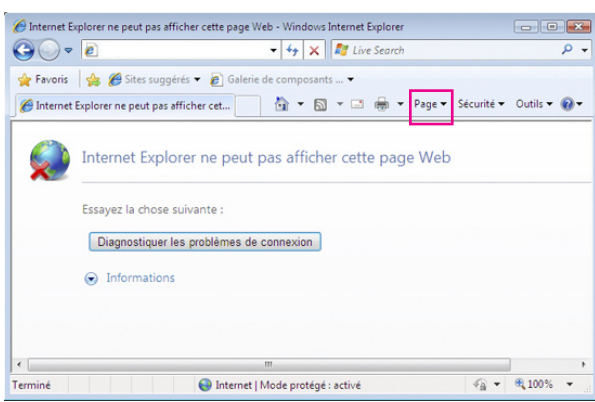 Internet Explorer ne peut pas afficher cette page Web - Windows Internet Explorer
Live Search
Favoris Sites suggérés Galerie de composants ...
Internet Explorer ne peut pas afficher cet... Page Sécurité Outils
Internet Explorer ne peut pas afficher cette page Web
Essayez la chose suivante :
Diagnostiquer les problèmes de connexion
Informations
Terminé Internet | Mode protégé : activé 100%